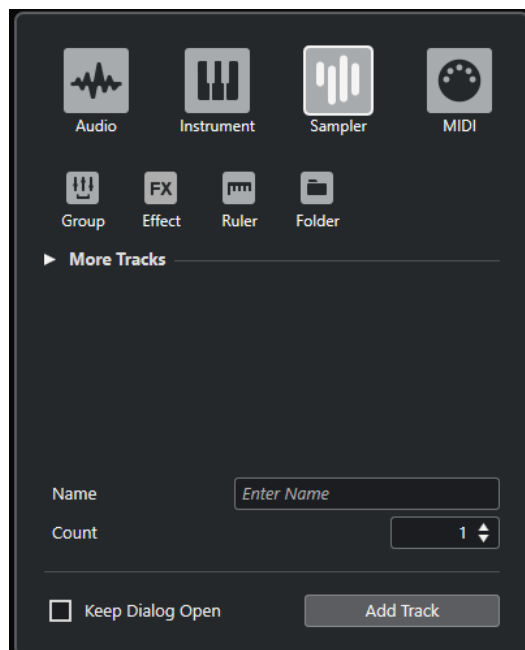 Audio Instrument Sampler MIDI
FX
Group Effect Ruler Folder
More Tracks
Name Enter Name
Count 1
Keep Dialog Open Add Track